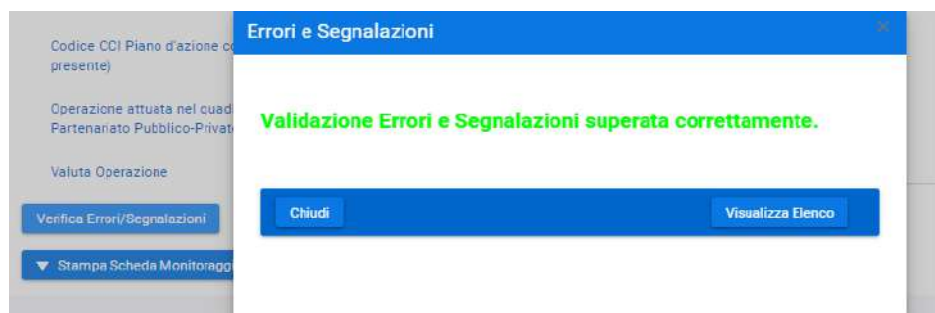 Errori e Segnalazioni
Codice CCI Piano d'azione co
presente)
Operazione attuata nel cuad
Partenariato Pubblico-Privat
Validazione Errori e Segnalazioni superata correttamente.
Valuta Operazione
Chiudi
Visualizza Elenco
Verifica Errori/Segnalazioni
Stampa Scheda Monitoragg